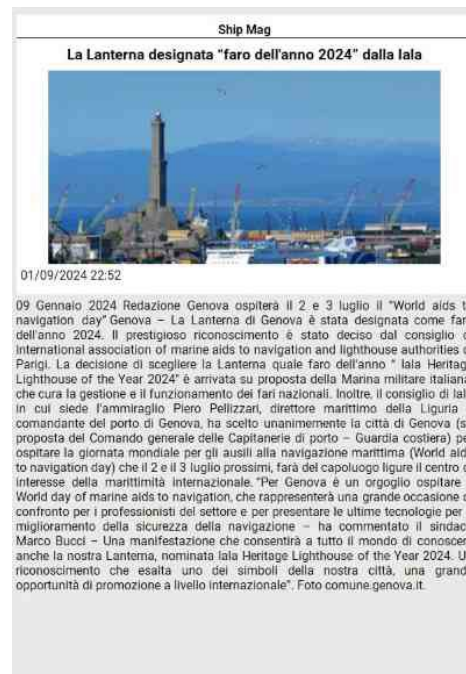 Ship Mag
La Lanterna designata “faro dell'anno 2024” dalla Iala
01/09/2024 22:52
09 Gennaio 2024 Redazione Genova ospiterà il 2 e 3 luglio il "World aids
navigation day" Genova – La Lanterna di Genova è stata designata come
dell'anno 2024. Il prestigioso riconoscimento è stato deciso dal consiglio
International association of marine aids to navigation and lighthouse authorities
Parigi. La decisione di scegliere la Lanterna quale faro dell'anno " Iala
Lighthouse of the Year 2024" è arrivata su proposta della Marina militare
che cura la gestione e il funzionamento dei fari nazionali. Inoltre, il consiglio di
in cui siede l'ammiraglio Piero Pellizzari, direttore marittimo della Liguria
comandante del porto di Genova, ha scelto unanimemente la città di Genova
proposta del Comando generale delle Capitanerie di porto – Guardia costiera)
ospitare la giornata mondiale per gli ausili alla navigazione marittima (World
to navigation day) che il 2 e il 3 luglio prossimi, farà del capoluogo ligure il centro
interesse della marittimità internazionale. "Per Genova è un orgoglio ospitare
World day of marine aids to navigation, che rappresenterà una grande occasione
confronto per i professionisti del settore e per presentare le ultime tecnologie per
miglioramento della sicurezza della navigazione – ha commentato il
Marco Bucci – Una manifestazione che consentirà a tutto il mondo di
anche la nostra Lanterna, nominata Iala Heritage Lighthouse of the Year 2024.
riconoscimento che esalta uno dei simboli della nostra città, una
opportunità di promozione a livello internazionale". Foto comune.genova.it.